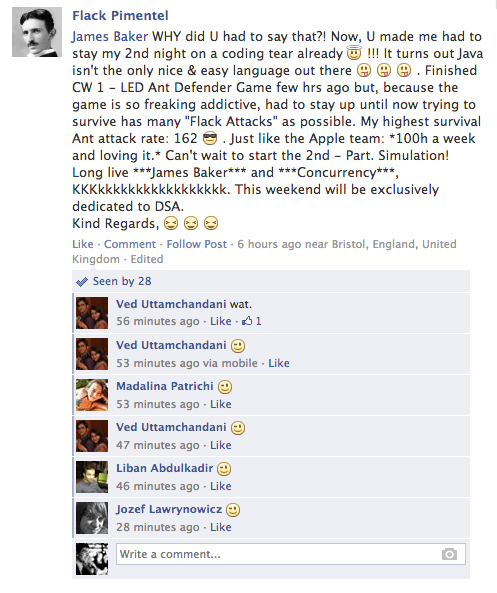 Flack Pimentel
James Baker WHY did U had to say that?! Now, U made me had to
stay my 2nd night on a coding tear already 😇 !!! It turns out Java
isn't the only nice & easy language out there 😜 😜 😜 . Finished
CW 1 - LED Ant Defender Game few hrs ago but, because the
game is so freaking addictive, had to stay up until now trying to
survive has many "Flack Attacks" as possible. My highest survival
Ant attack rate: 162 😎 . Just like the Apple team: *100h a week
and loving it.* Can't wait to start the 2nd - Part. Simulation!
Long live ***James Baker*** and ***Concurrency***,
KKKkkkkkkkkkkkkkkkkkk. This weekend will be exclusively
dedicated to DSA.
Kind Regards, 😆 😆 😆
Like · Comment · Follow Post · 6 hours ago near Bristol, England, United
Kingdom · Edited
Seen by 28
Ved Uttamchandani wat.
56 minutes ago · Like · 1
Ved Uttamchandani 😉
53 minutes ago via mobile · Like
Madalina Patrichi 😉
53 minutes ago · Like
Ved Uttamchandani 😉
47 minutes ago · Like
Liban Abdulkadir 😉
46 minutes ago · Like
Jozef Lawrynowicz 😉
28 minutes ago · Like
Write a comment...